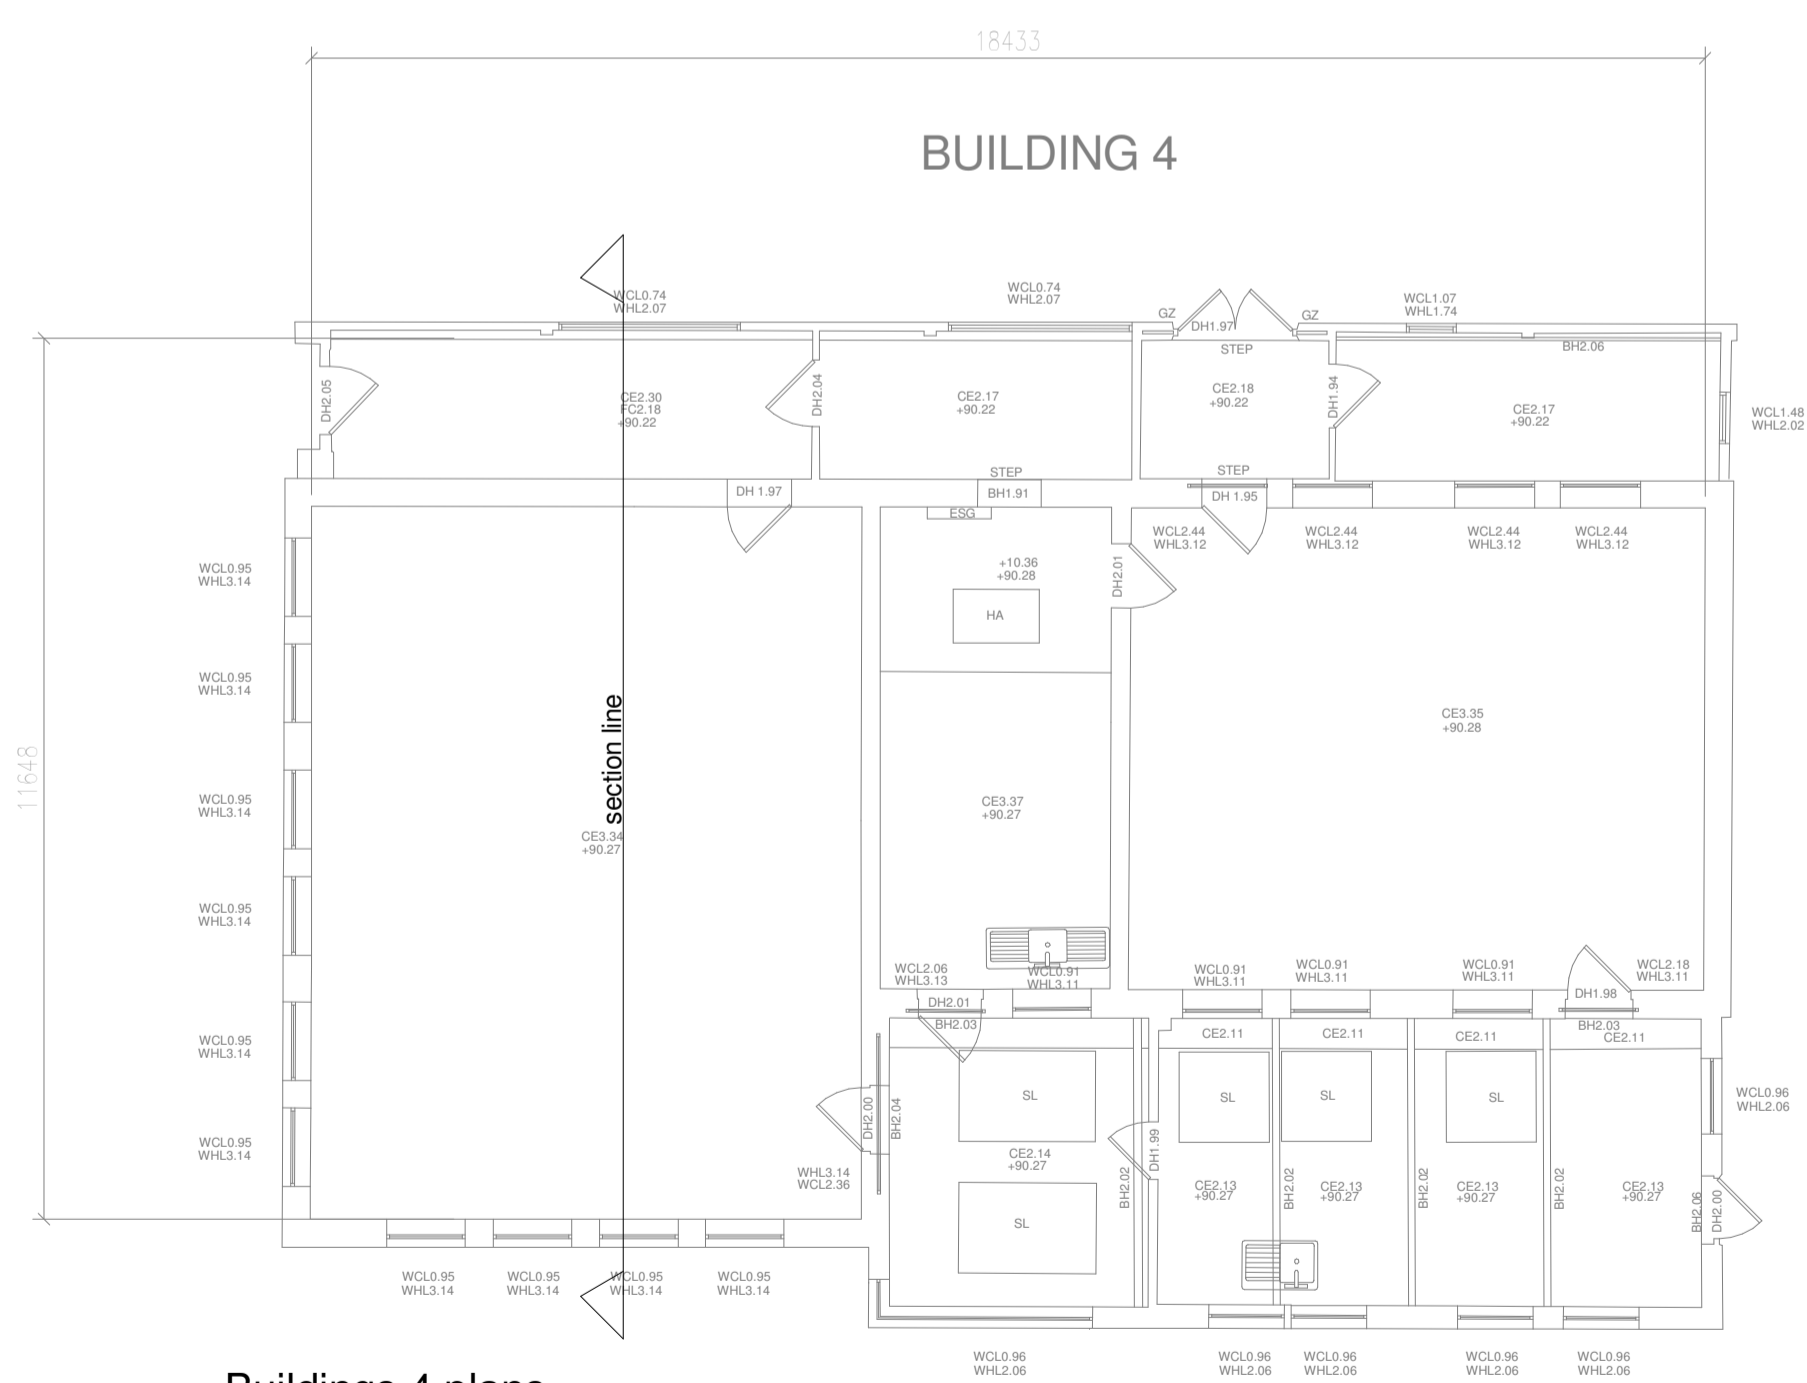 18433
BUILDING 4
WCL0.74
WHL2.07
WCL0.74
WHL2.07
GZ
DH1.97
GZ
WCL1.07
WHL1.74
STEP
BH2.06
DH2.05
CE2.30
FC2.18
+90.22
DH2.04
CE2.17
+90.22
CE2.18
+90.22
DH1.94
CE2.17
+90.22
WCL1.48
WHL2.02
STEP
STEP
DH 1.97
BH1.91
DH 1.95
ESG
WCL2.44
WHL3.12
WCL2.44
WHL3.12
WCL2.44
WHL3.12
WCL2.44
WHL3.12
WCL0.95
WHL3.14
+10.36
+90.28
DH2.01
HA
WCL0.95
WHL3.14
section line
CE3.35
+90.28
11648
WCL0.95
WHL3.14
CE3.37
+90.27
CE3.34
+90.27
WCL0.95
WHL3.14
WCL2.06
WHL3.13
WCL0.91
WHL3.11
WCL0.91
WHL3.11
WCL0.91
WHL3.11
WCL0.91
WHL3.11
WCL2.18
WHL3.11
DH2.01
DH1.98
BH2.03
BH2.03
CE2.11
CE2.11
CE2.11
CE2.11
WCL0.95
WHL3.14
SL
SL
SL
SL
WCL0.96
WHL2.06
DH2.00
BH2.04
WCL0.95
WHL3.14
DH1.99
CE2.14
+90.27
WHL3.14
WCL2.36
BH2.02
CE2.13
+90.27
BH2.02
CE2.13
+90.27
BH2.02
CE2.13
+90.27
BH2.02
CE2.13
+90.27
BH2.06
DH2.00
SL
WCL0.95
WHL3.14
WCL0.95
WHL3.14
WCL0.95
WHL3.14
WCL0.95
WHL3.14
WCL0.96
WHL2.06
WCL0.96
WHL2.06
WCL0.96
WHL2.06
WCL0.96
WHL2.06
WCL0.96
WHL2.06
Buildings 4 plans